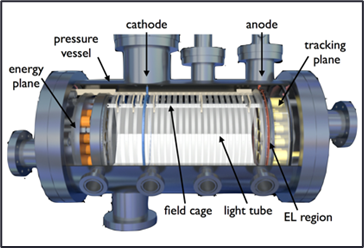 cathode
anode
pressure
vessel
tracking
plane
energy
plane
field cage
light tube
EL region